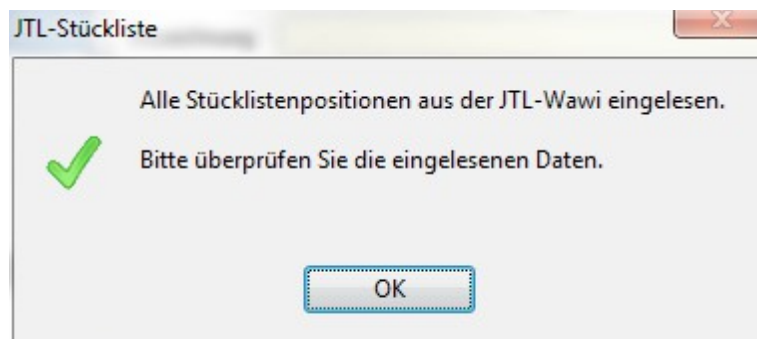 JTL-Stückliste
Alle Stücklistenpositionen aus der JTL-Wawi eingelesen.
Bitte überprüfen Sie die eingelesenen Daten.
OK